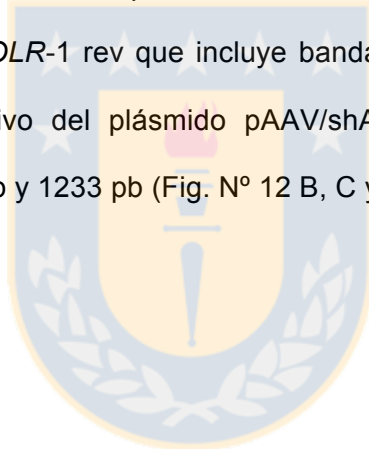 OLR-1 rev que incluye banda
ivo del plásmido pAAV/shA
o y 1233 pb (Fig. Nº 12 B, C y